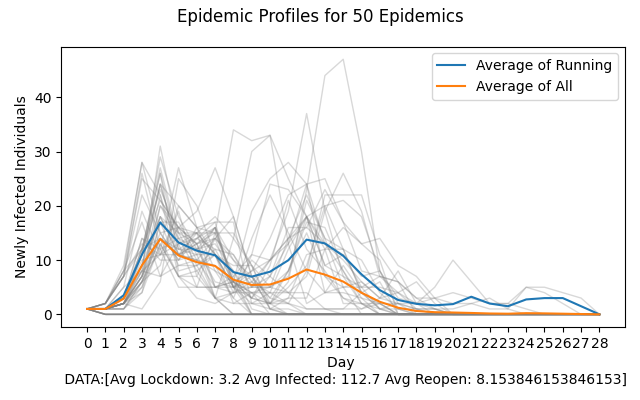 Epidemic Profiles for 50 Epidemics
Average of Running
Average of All
Newly Infected Individuals
40
30
20
10
0
0 1 2 3 4 5 6 7 8 9 10 11 12 13 14 15 16 17 18 19 20 21 22 23 24 25 26 27 28
Day
DATA:[Avg Lockdown: 3.2 Avg Infected: 112.7 Avg Reopen: 8.153846153846153]